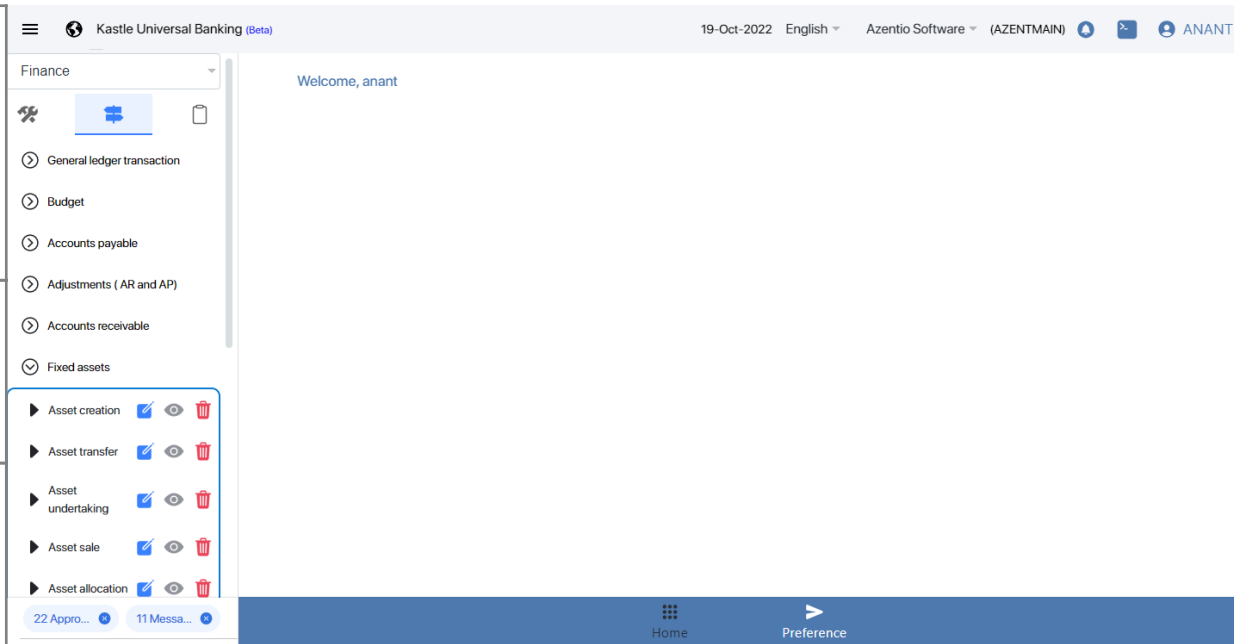 Kastle Universal Banking (Beta)
19-Oct-2022 English Azentio Software (AZENTMAIN) ANANT
Finance
Welcome, anant
General ledger transaction
Budget
Accounts payable
Adjustments ( AR and AP)
Accounts receivable
Fixed assets
Asset creation
Asset transfer
Asset
undertaking
Asset sale
Asset allocation
22 Appro... 11 Messa...
Home Preference